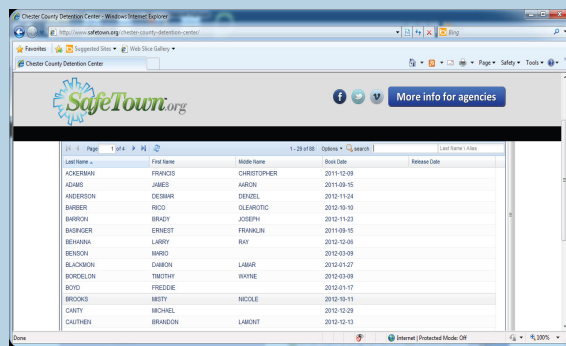 Chester County Detention Center - Windows Internet Explorer
http://www.safetown.org/chester-county-detention-center/
Bing
Favorites Suggested Sites Web Slice Gallery
Chester County Detention Center
Page Safety Tools
SafeTown.org
More info for agencies
Page 1 of 4 1 - 29 of 88 Options search Last Name \ Alias
Last Name First Name Middle Name Book Date Release Date
ACKERMAN FRANCIS CHRISTOPHER 2011-12-09
ADAMS JAMES AARON 2011-09-15
ANDERSON DESMAR DENZEL 2012-11-24
BARBER RICO OLEAROTIC 2012-10-10
BARRON BRADY JOSEPH 2012-11-23
BASINGER ERNEST FRANKLIN 2011-09-15
BEHANNA LARRY RAY 2012-12-06
BENSON MARIO 2012-03-09
BLACKMON DAMION LAMAR 2012-01-27
BORDELON TIMOTHY WAYNE 2012-03-09
BOYD FREDDIE 2012-01-17
BROOKS MISTY NICOLE 2012-10-11
CANTY MICHAEL 2012-12-29
CAUTHEN BRANDON LAMONT 2012-12-13
Done Internet | Protected Mode: Off 100%